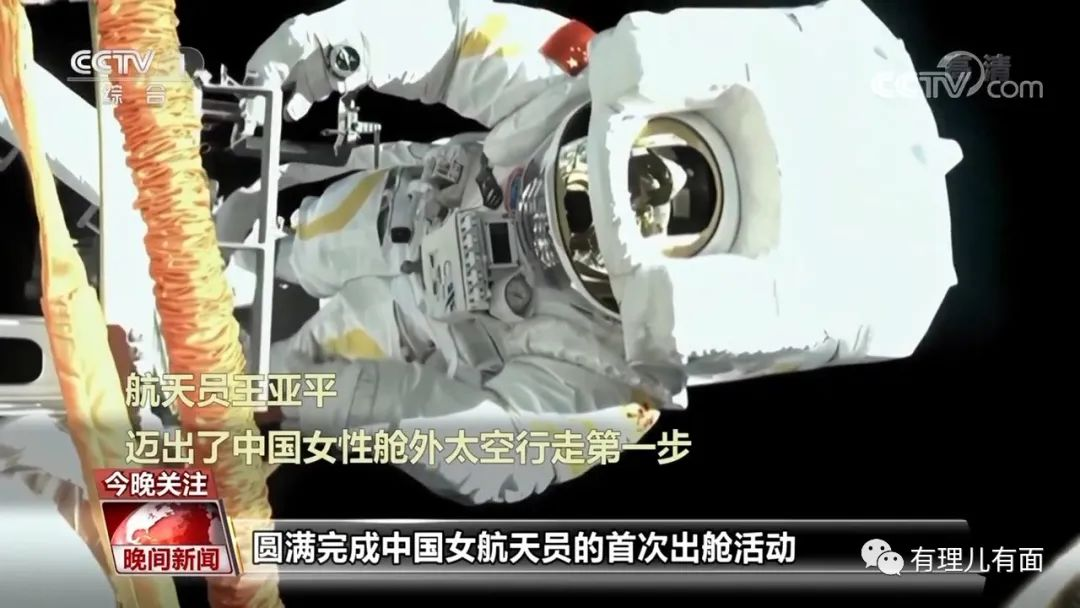 CCTV 1
综合
高清
CCTV.com
航天员王亚平
迈出了中国女性舱外太空行走第一步
今晚关注
晚间新闻
圆满完成中国女航天员的首次出舱活动
有理儿有面